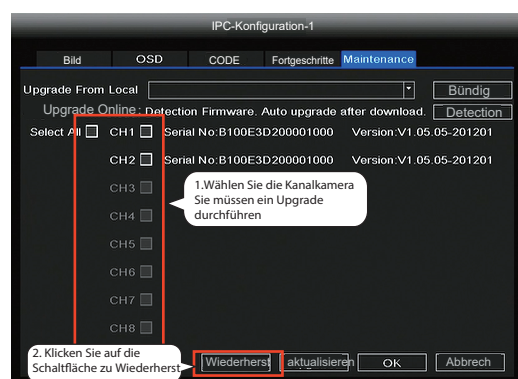 IPC-Konfiguration-1
Bild OSD CODE Fortgeschritte Maintenance
Upgrade From Local Bündig
Upgrade Online: Detection Firmware. Auto upgrade after download. Detection
Select All CH1 Serial No:B100E3D200001000 Version:V1.05.05-201201
CH2 Serial No:B100E3D200001000 Version:V1.05.05-201201
CH3
1.Wählen Sie die Kanalkamera
Sie müssen ein Upgrade
durchführen
CH4
CH5
CH6
CH7
CH8
2. Klicken Sie auf die
Schaltfläche zu Wiederherst
Wiederherst aktualisieren OK Abbrech